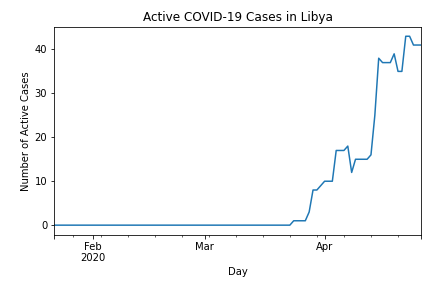 Active COVID-19 Cases in Libya
Number of Active Cases
40
30
20
10
0
Feb
2020
Mar
Apr
Day